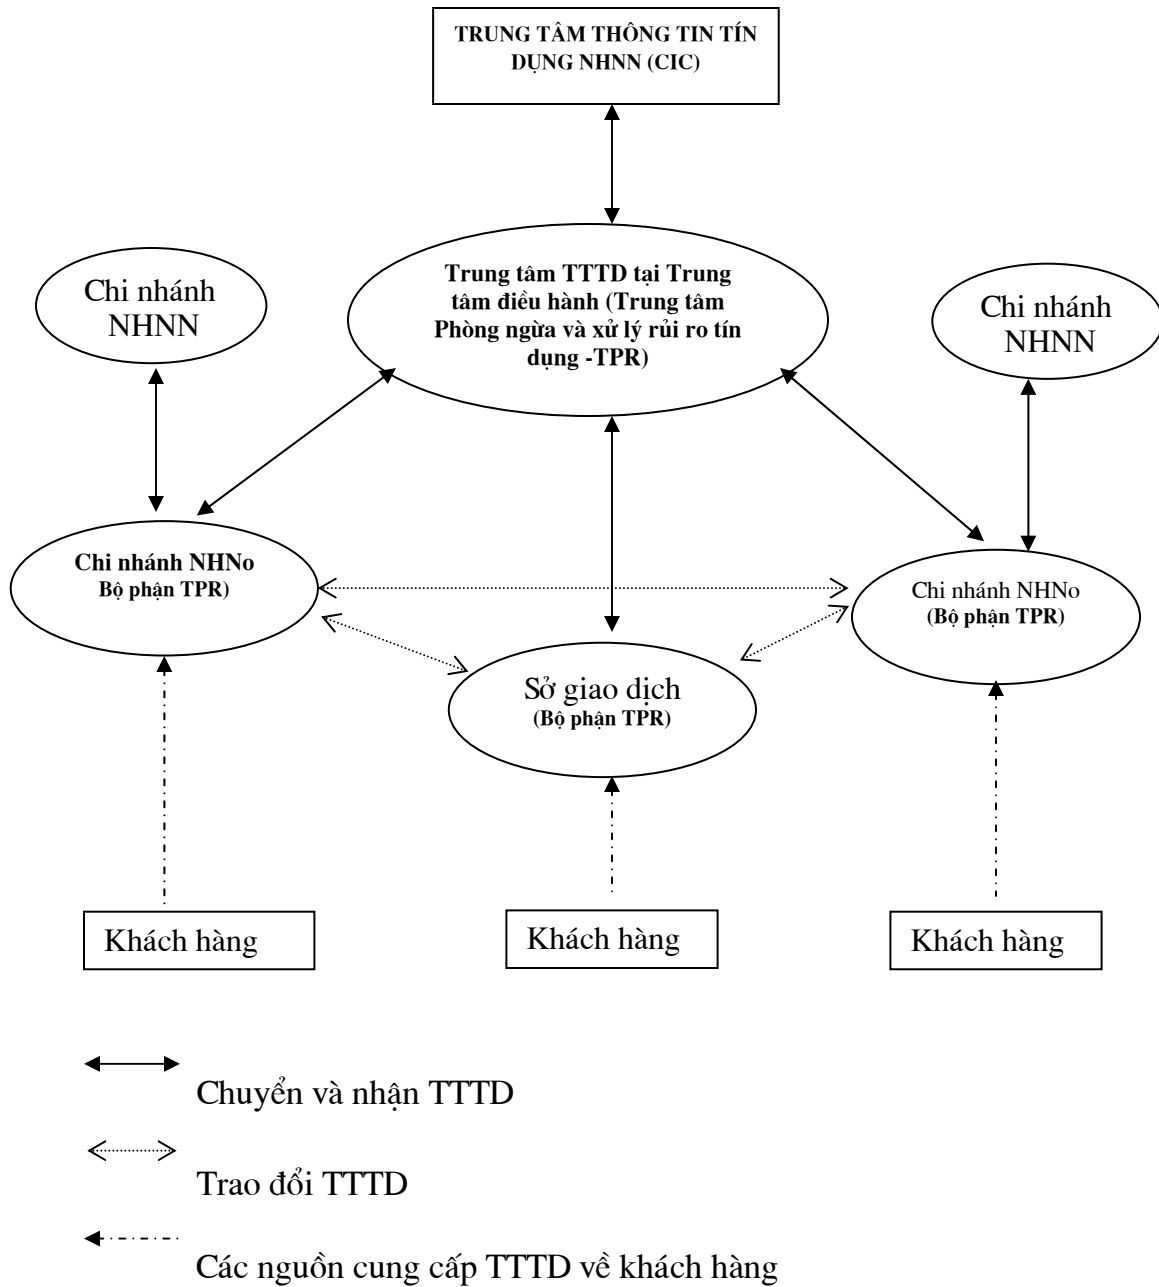 TRUNG TÂM THÔNG TIN TÍN
DỤNG NHNN (CIC)
Trung tâm TTTD tại Trung
tâm điều hành (Trung tâm
Phòng ngừa và xử lý rủi ro tín
dụng -TPR)
Chi nhánh
NHNN
Chi nhánh
NHNN
Chi nhánh NHNo
Bộ phận TPR)
Chi nhánh NHNo
(Bộ phận TPR)
Sở giao dịch
(Bộ phận TPR)
Khách hàng
Khách hàng
Khách hàng
Chuyển và nhận TTTD
Trao đổi TTTD
Các nguồn cung cấp TTTD về khách hàng